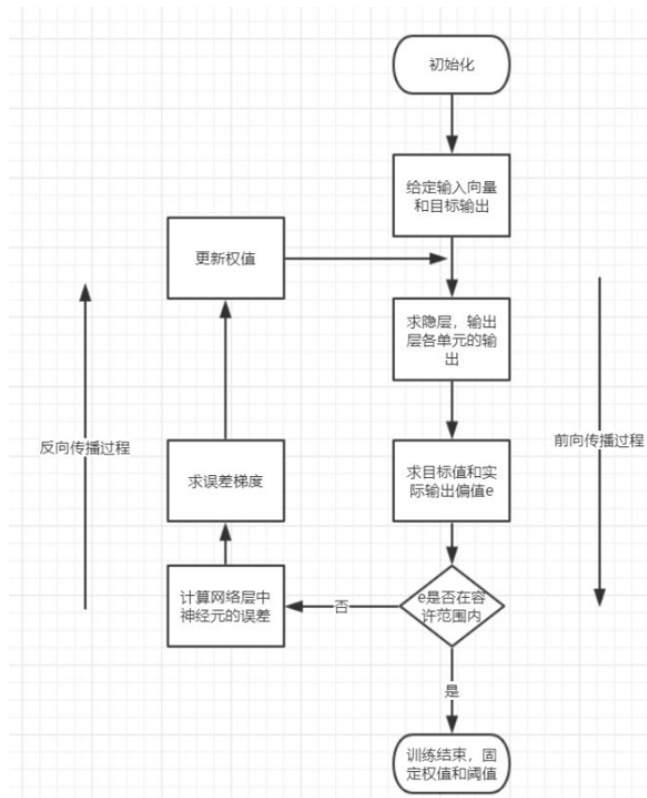 初始化
给定输入向量
和目标输出
更新权值
求隐层，输出
层各单元的输
出
反向传播过程
前向传播过程
求误差梯度
求目标值和实
际输出偏值e
计算网络层中
神经元的误差
否
e是否在容
许范围内
是
训练结束，固
定权值和阈值